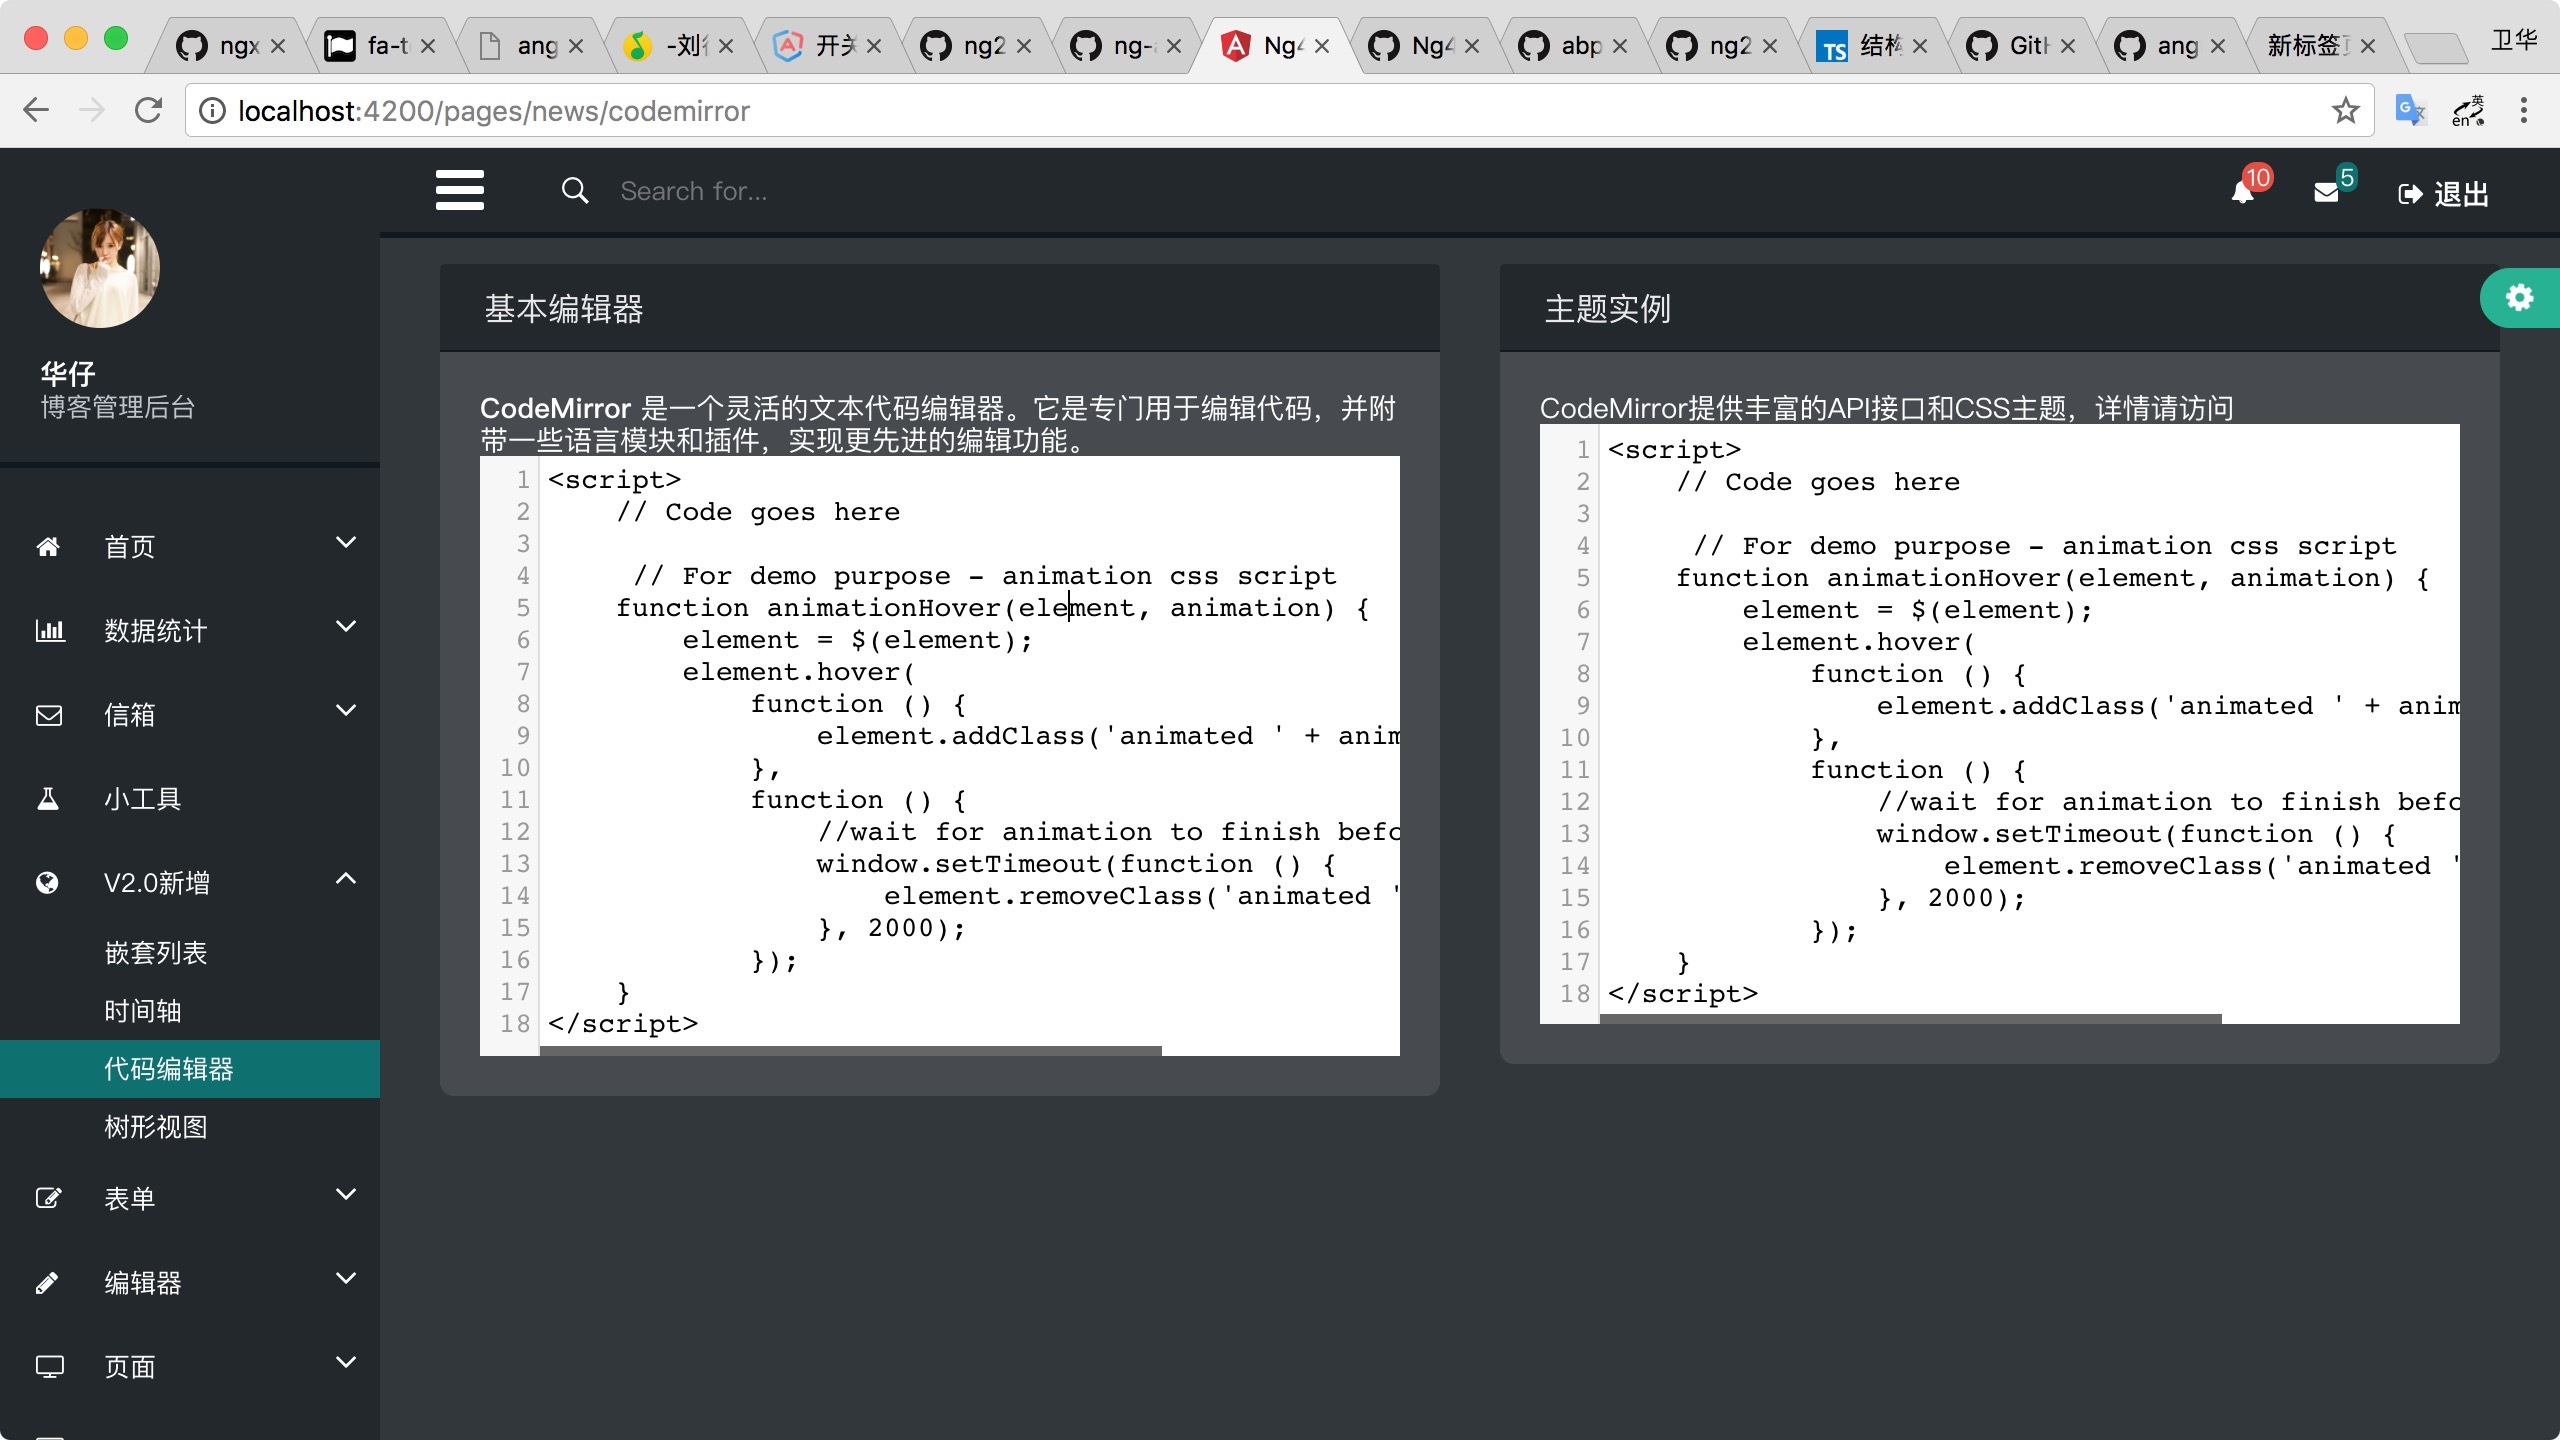 ngx
fa-t
ang
-刘
开关
ng2
ng-
Ng4
Ng4
abp
ng2
TS 结构
Git
ang
新标签
卫华
localhost:4200/pages/news/codemirror
英
en
Search for...
10
5
退出
华仔
博客管理后台
首页
数据统计
信箱
小工具
V2.0新增
嵌套列表
时间轴
代码编辑器
树形视图
表单
编辑器
页面
基本编辑器
CodeMirror 是一个灵活的文本代码编辑器。它是专门用于编辑代码，并附
带一些语言模块和插件，实现更先进的编辑功能。
1 <script>
2 // Code goes here
3
4 // For demo purpose - animation css script
5 function animationHover(element, animation) {
6 element = $(element);
7 element.hover(
8 function () {
9 element.addClass('animated ' + anim
10 },
11 function () {
12 //wait for animation to finish befo
13 window.setTimeout(function () {
14 element.removeClass('animated '
15 }, 2000);
16 });
17 }
18 </script>
主题实例
CodeMirror提供丰富的API接口和CSS主题，详情请访问
1 <script>
2 // Code goes here
3
4 // For demo purpose - animation css script
5 function animationHover(element, animation) {
6 element = $(element);
7 element.hover(
8 function () {
9 element.addClass('animated ' + anim
10 },
11 function () {
12 //wait for animation to finish befo
13 window.setTimeout(function () {
14 element.removeClass('animated '
15 }, 2000);
16 });
17 }
18 </script>